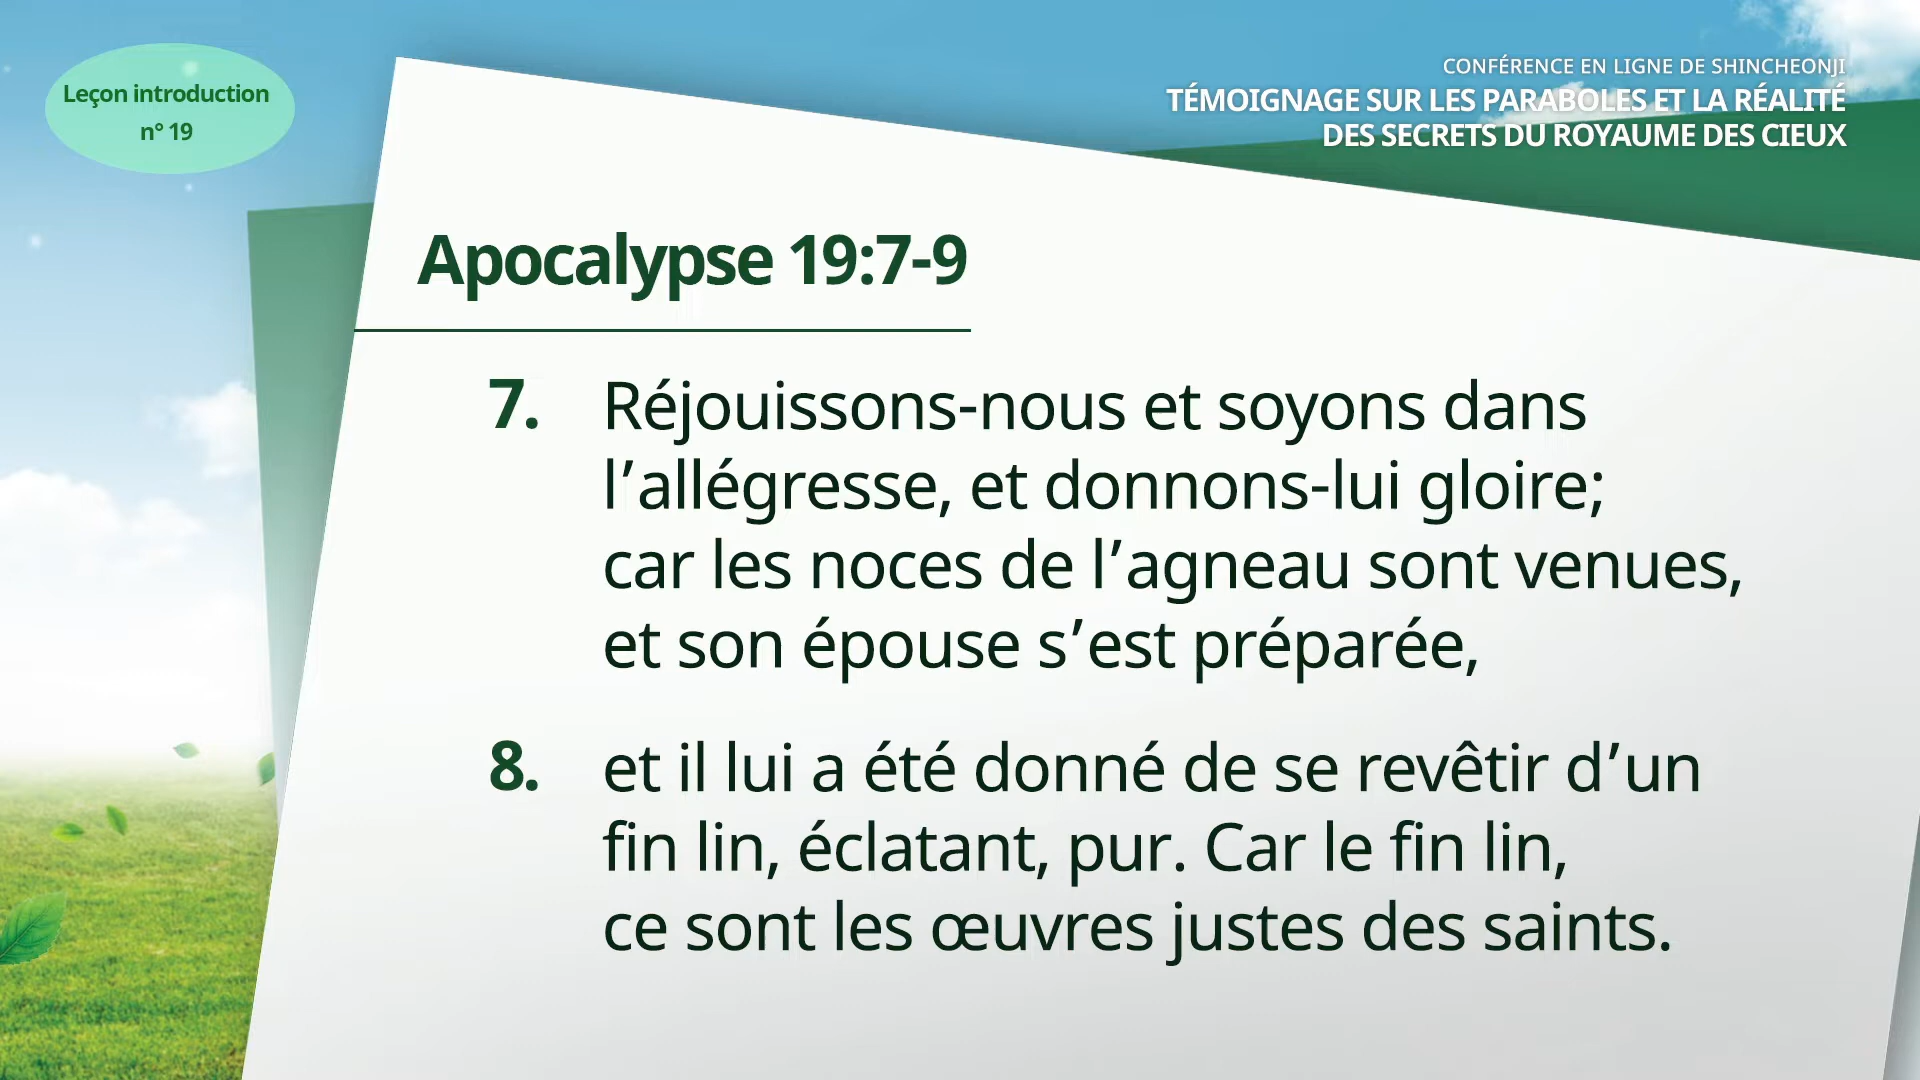 Leçon introduction
n° 19
CONFÉRENCE EN LIGNE DE SHINCHEONJI
TÉMOIGNAGE SUR LES PARABOLES ET LA RÉALITÉ
DES SECRETS DU ROYAUME DES CIEUX
Apocalypse 19:7-9
7. Réjouissons-nous et soyons dans
l’allégresse, et donnons-lui gloire;
car les noces de l’agneau sont venues,
et son épouse s’est préparée,
8. et il lui a été donné de se revêtir d’un
fin lin, éclatant, pur. Car le fin lin,
ce sont les œuvres justes des saints.